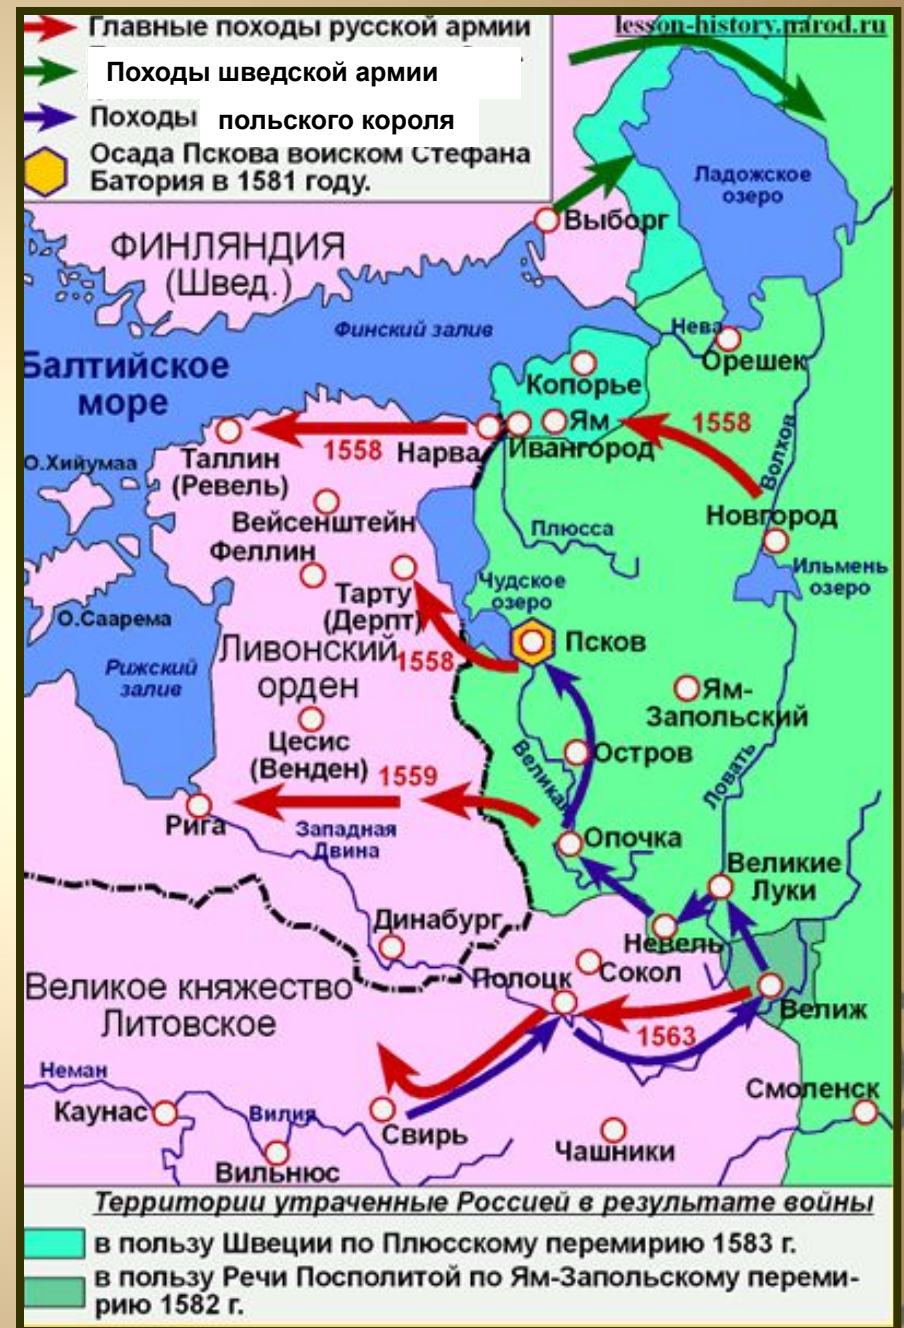 lesson-history.narod.ru
Главные походы русской армии
Походы шведской армии
Походы польского короля
Осада Пскова войском Стефана
Батория в 1581 году.
Ладожское
озеро
Выборг
ФИНЛЯНДИЯ
(Швед.)
Финский залив
Нева
Орешек
Балтийское
море
Копорье
Ям
1558
Волхов
Нарва
Ивангород
1558
Таллин
(Ревель)
О.Хийумаа
Вейсенштейн
Новгород
Плюсса
Феллин
Ильмень
озеро
Чудское
озеро
Тарту
(Дерпт)
О.Саарема
Псков
Ливонский
орден
1558
Рижский
залив
Ям-
Запольский
Цесис
(Венден)
Остров
Великая
Ловать
1559
Рига
Западная
Двина
Опочка
Великие
Луки
Динабург
Невель
Сокол
Полоцк
Великое княжество
Литовское
Велиж
1563
Неман
Смоленск
Каунас
Вилия
Свирь
Чашники
Вильнюс
Территории утраченные Россией в результате войны
в пользу Швеции по Плюсскому перемирию 1583 г.
в пользу Речи Посполитой по Ям-Запольскому переми-
рию 1582 г.